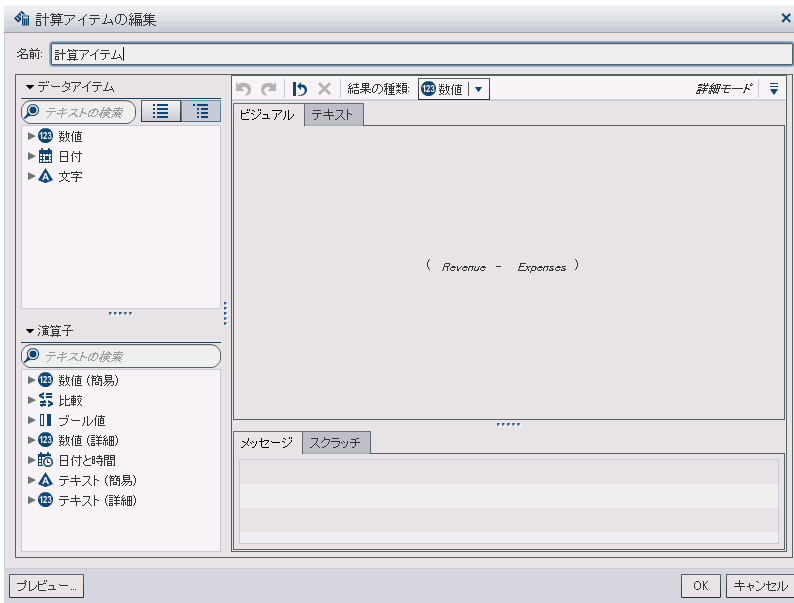 計算アイテムの編集
名前: 計算アイテム
データアイテム
テキストの検索
数値
日付
文字
演算子
テキストの検索
数値 (簡易)
比較
ブール値
数値 (詳細)
日付と時間
テキスト (簡易)
テキスト (詳細)
結果の種類: 123 数値
詳細モード
ビジュアル テキスト
( Revenue - Expenses )
メッセージ スクラッチ
プレビュー... OK キャンセル